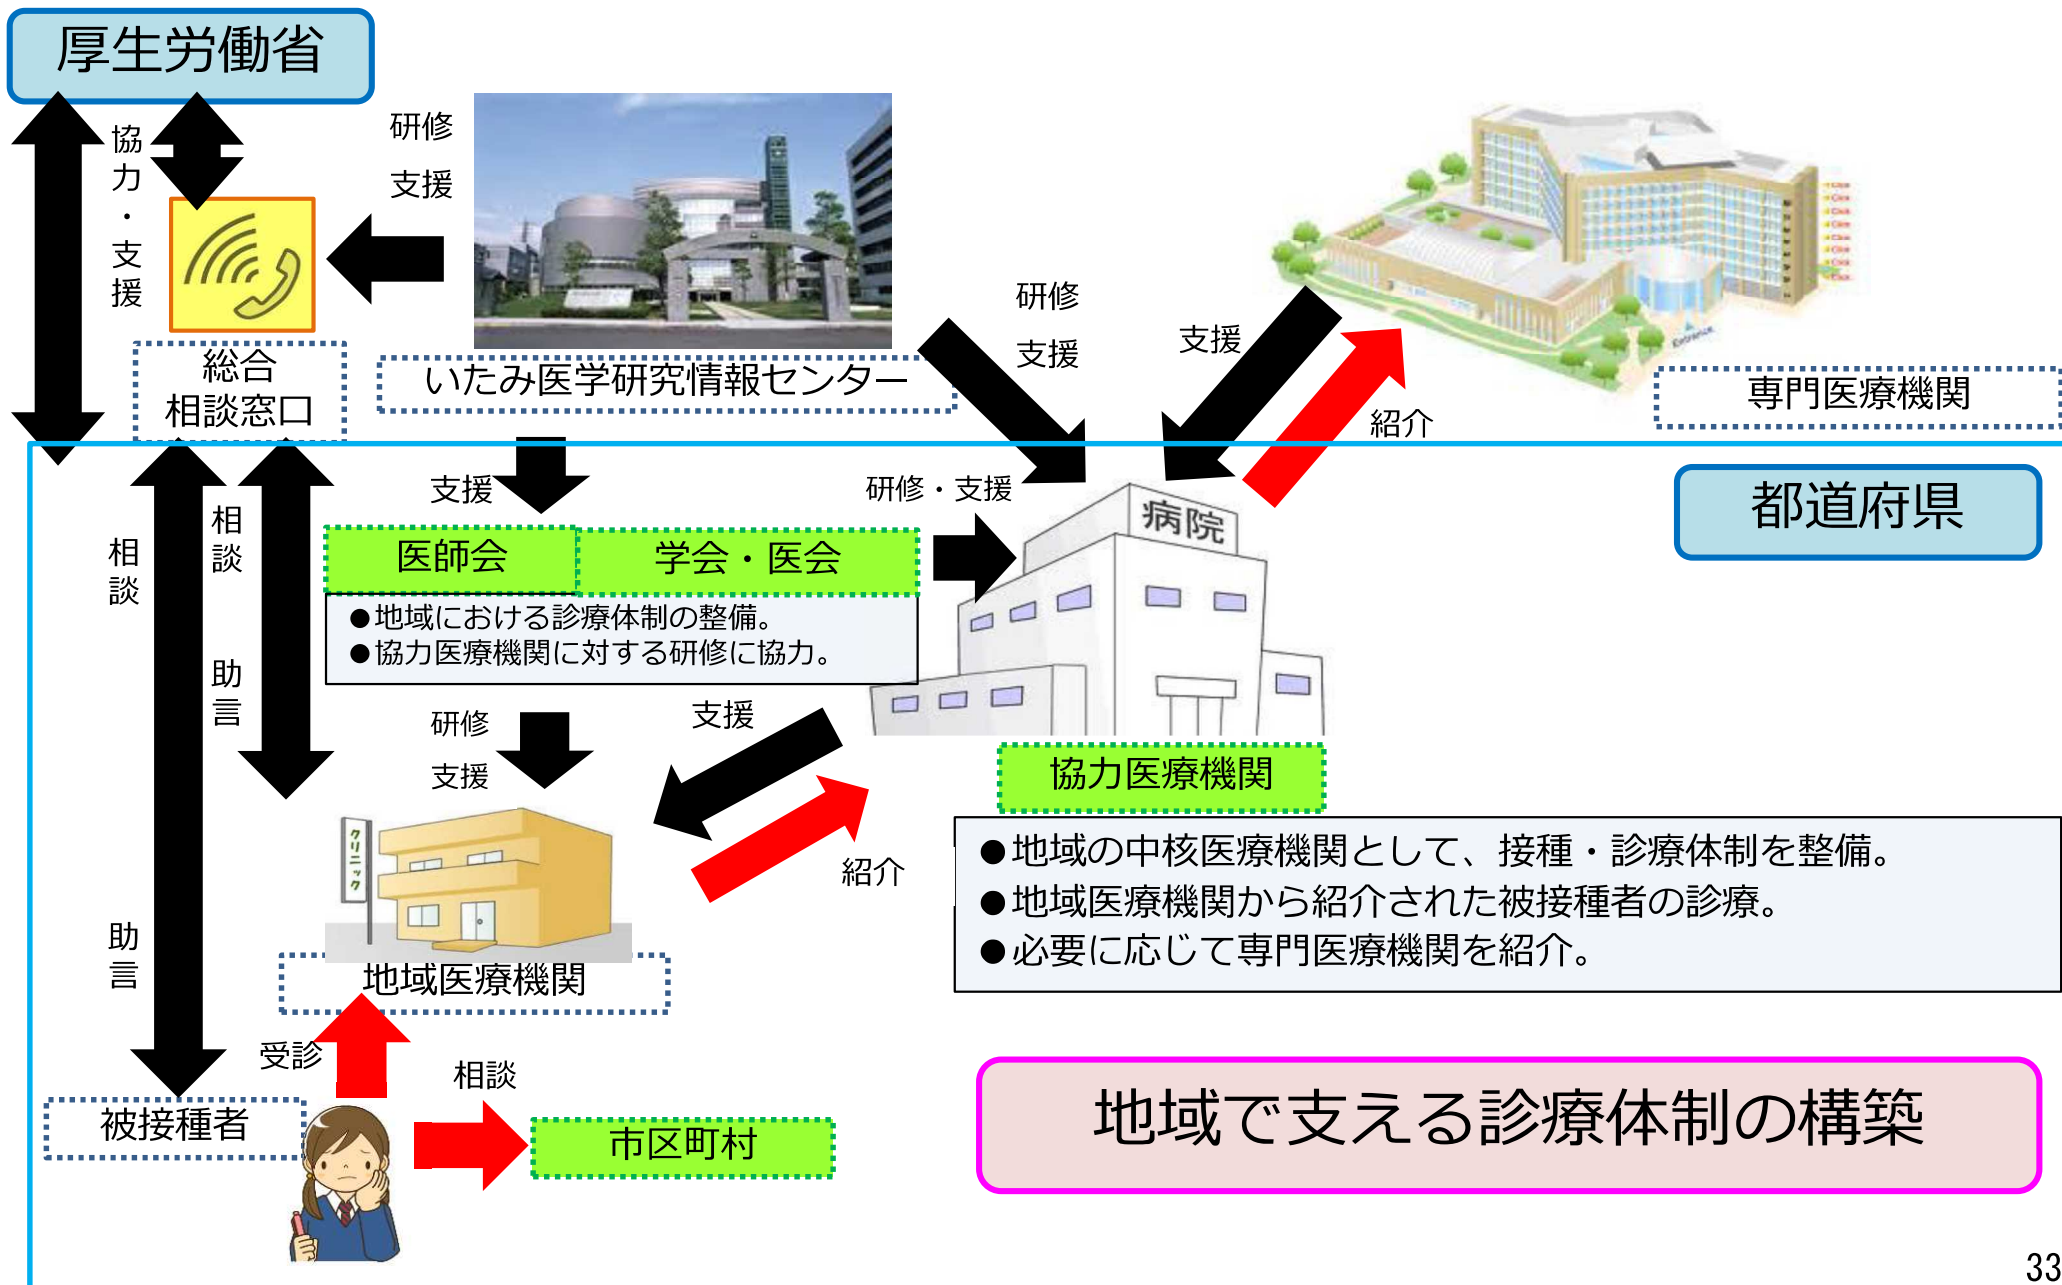 厚生労働省
協力・支援
研修
支援
総合
相談窓口
いたみ医学研究情報センター
研修
支援
支援
紹介
Entrance
専門医療機関
都道府県
相談
助言
相談
助言
支援
医師会
学会・医会
●地域における診療体制の整備。
●協力医療機関に対する研修に協力。
研修・支援
病院
研修
支援
支援
紹介
協力医療機関
●地域の中核医療機関として、接種・診療体制を整備。
●地域医療機関から紹介された被接種者の診療。
●必要に応じて専門医療機関を紹介。
クリニック
地域医療機関
受診
相談
被接種者
市区町村
地域で支える診療体制の構築
33